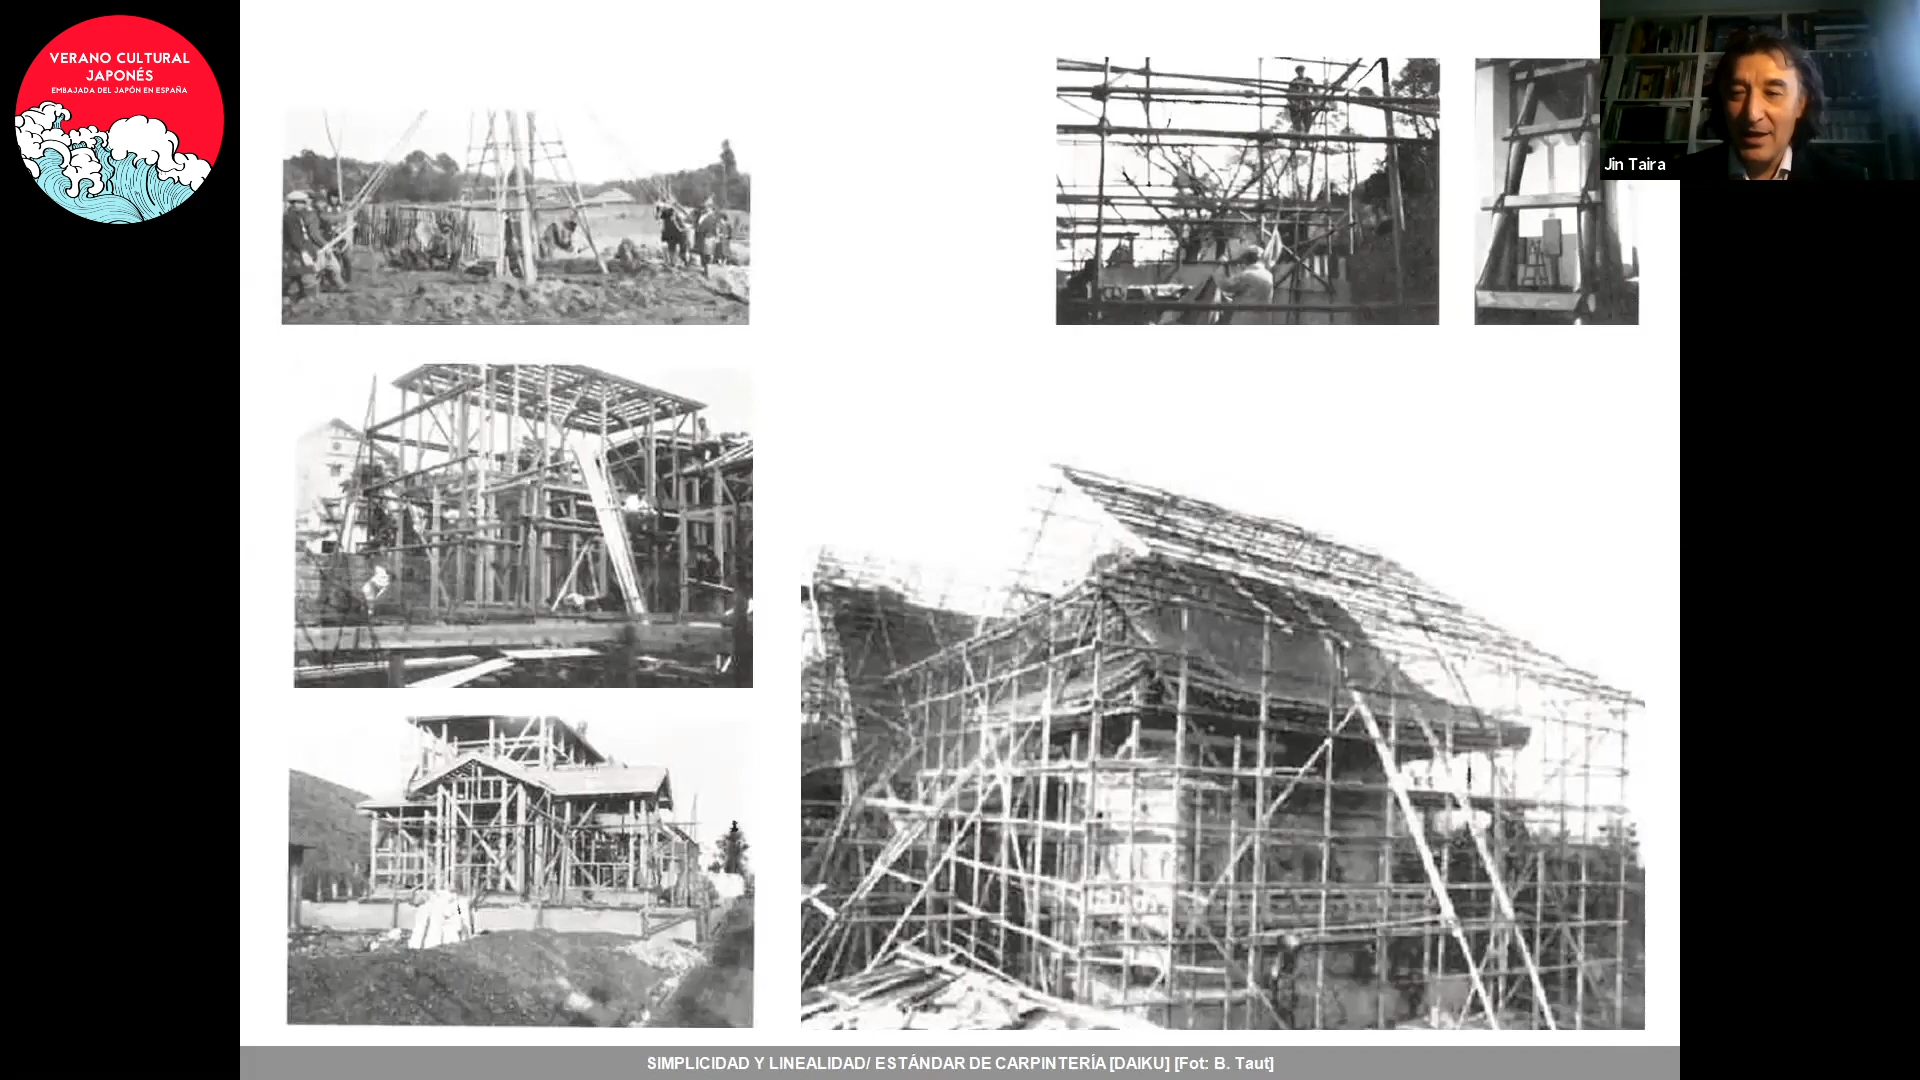 VERANO CULTURAL
JAPONÉS
EMBAJADA DEL JAPÓN EN ESPAÑA
Jin Taira
SIMPLICIDAD Y LINEALIDAD/ ESTÁNDAR DE CARPINTERÍA [DAIKU] [Fot: B. Taut]